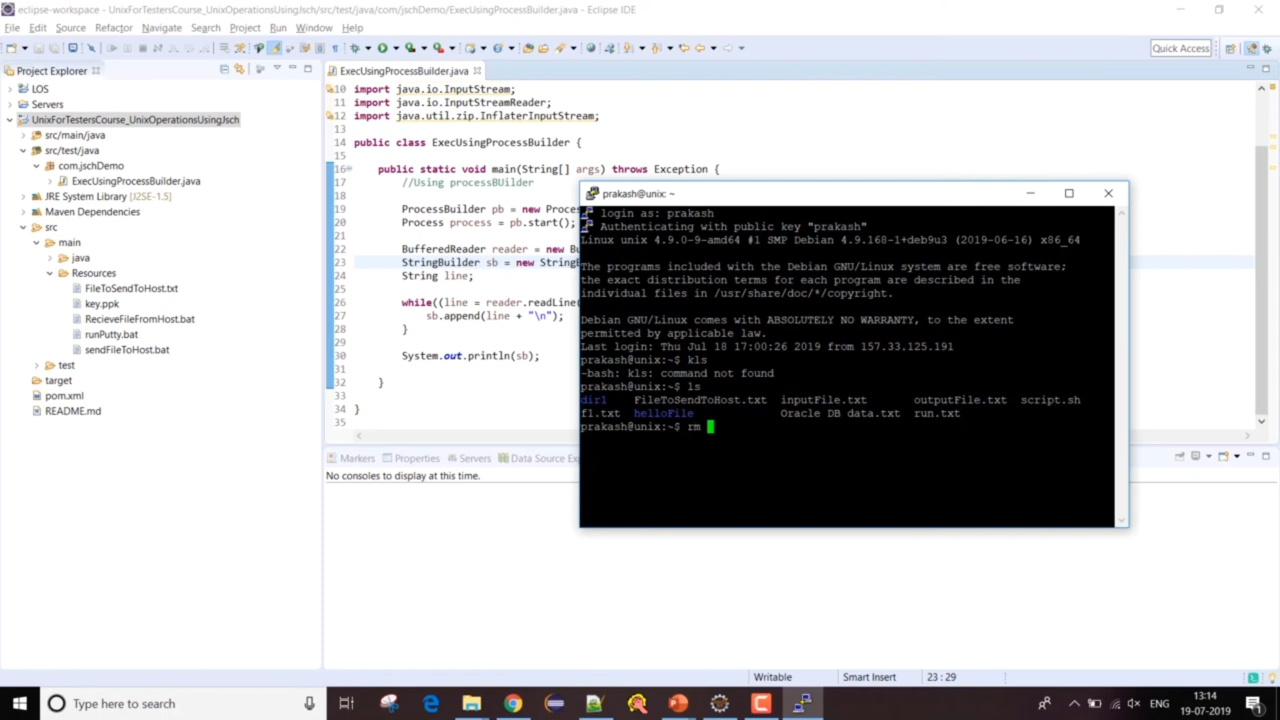 eclipse-workspace - UnixForTestersCourse_UnixOperationsUsingJsch/src/test/java/com/jschDemo/ExecUsingProcessBuilder.java - Eclipse IDE
File Edit Source Refactor Navigate Search Project Run Window Help
Quick Access
Project Explorer
LOS
Servers
UnixForTestersCourse_UnixOperationsUsingJsch
src/main/java
src/test/java
com.jschDemo
ExecUsingProcessBuilder.java
JRE System Library [J2SE-1.5]
Maven Dependencies
src
main
java
Resources
FileToSendToHost.txt
key.ppk
RecieveFileFromHost.bat
runPutty.bat
sendFileToHost.bat
test
target
pom.xml
README.md
ExecUsingProcessBuilder.java
10 import java.io.InputStream;
11 import java.io.InputStreamReader;
12 import java.util.zip.InflaterInputStream;
13
14 public class ExecUsingProcessBuilder {
15
16 public static void main(String[] args) throws Exception {
17 //Using processBUilder
18
19 ProcessBuilder pb = new Proces
20 Process process = pb.start();
21
22 BufferedReader reader = new Bu
23 StringBuilder sb = new StringB
24 String line;
25
26 while((line = reader.readLine(
27 sb.append(line + "\n");
28 }
29
30 System.out.println(sb);
31
32 }
33
34 }
35
prakash@unix: ~
login as: prakash
Authenticating with public key "prakash"
Linux unix 4.9.0-9-amd64 #1 SMP Debian 4.9.168-1+deb9u3 (2019-06-16) x86_64
The programs included with the Debian GNU/Linux system are free software;
the exact distribution terms for each program are described in the
individual files in /usr/share/doc/*/copyright.
Debian GNU/Linux comes with ABSOLUTELY NO WARRANTY, to the extent
permitted by applicable law.
Last login: Thu Jul 18 17:00:26 2019 from 157.33.125.191
prakash@unix:~$ kls
-bash: kls: command not found
prakash@unix:~$ ls
dir1 FileToSendToHost.txt inputFile.txt outputFile.txt script.sh
f1.txt helloFile Oracle DB data.txt run.txt
prakash@unix:~$ rm
Markers Properties Servers Data Source Exp
No consoles to display at this time.
Writable Smart Insert 23 : 29
Type here to search
ENG
13:14
19-07-2019